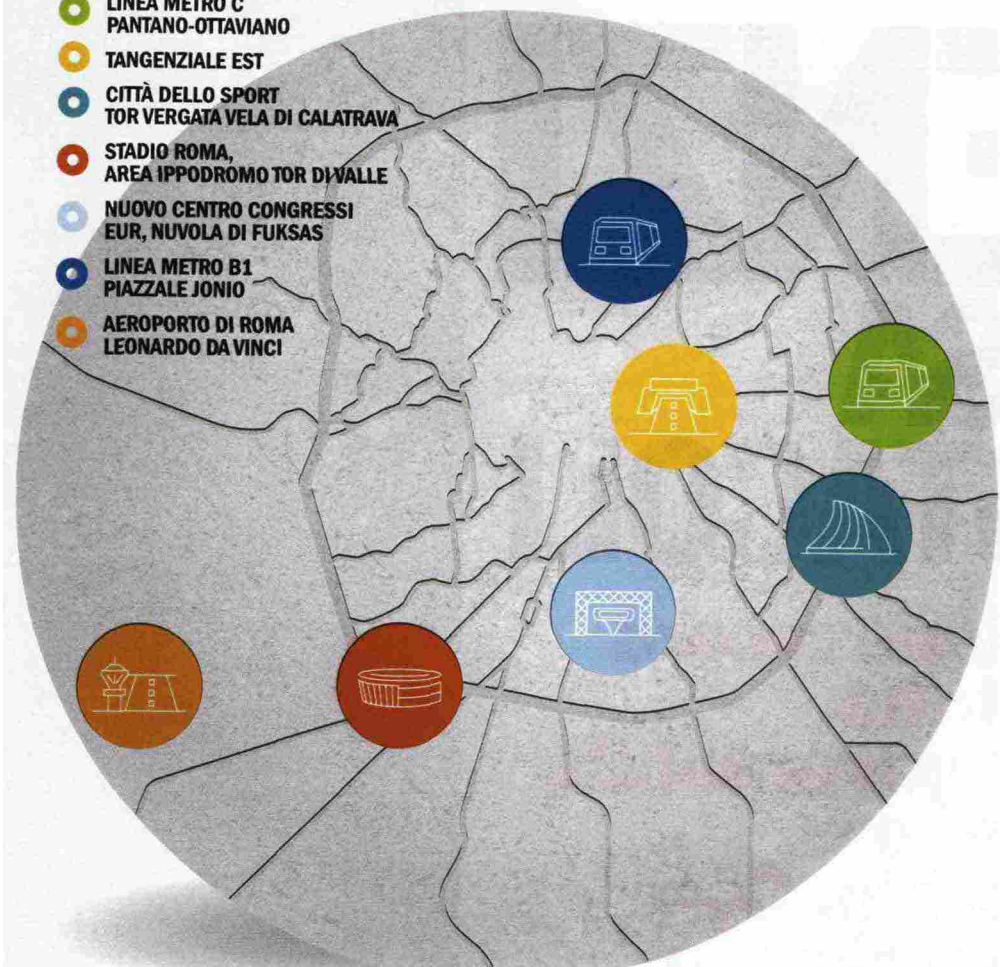 LINEA METRO C
PANTANO-OTTAVIANO
TANGENZIALE EST
CITTÀ DELLO SPORT
TOR VERGATA VELA DI CALATRAVA
STADIO ROMA,
AREA IPPODROMO TOR DI VALLE
NUOVO CENTRO CONGRESSI
EUR, NUVOLA DI FUKSAS
LINEA METRO B1
PIAZZALE JONIO
AEROPORTO DI ROMA
LEONARDO DA VINCI